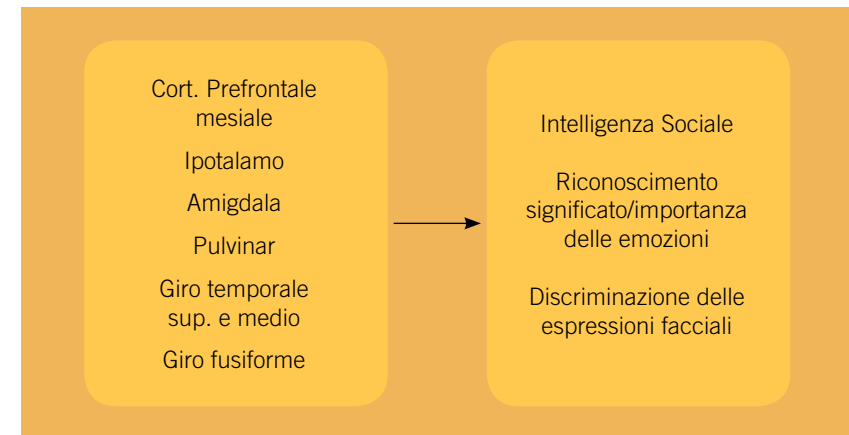 Cort. Prefrontale
mesiale
Ipotalamo
Amigdala
Pulvinar
Giro temporale
sup. e medio
Giro fusiforme
Intelligenza Sociale
Riconoscimento
significato/importanza
delle emozioni
Discriminazione delle
espressioni facciali